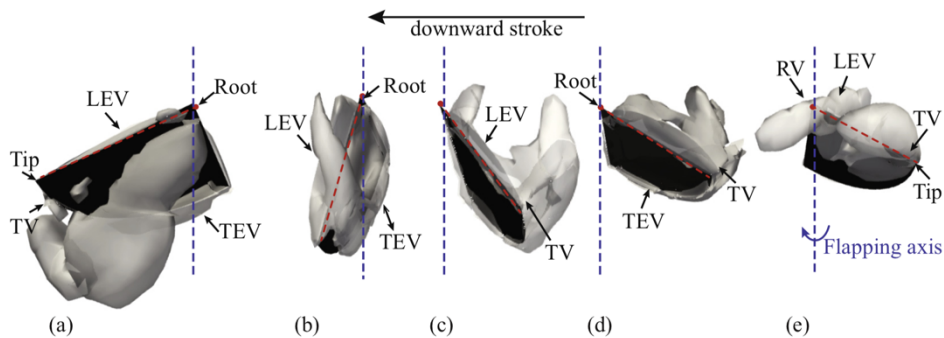 downward stroke
LEV
Root
Tip
TV
TEV
Root
LEV
TEV
LEV
TV
Root
TEV
TV
RV
LEV
TV
Tip
Flapping axis
(a)
(b)
(c)
(d)
(e)